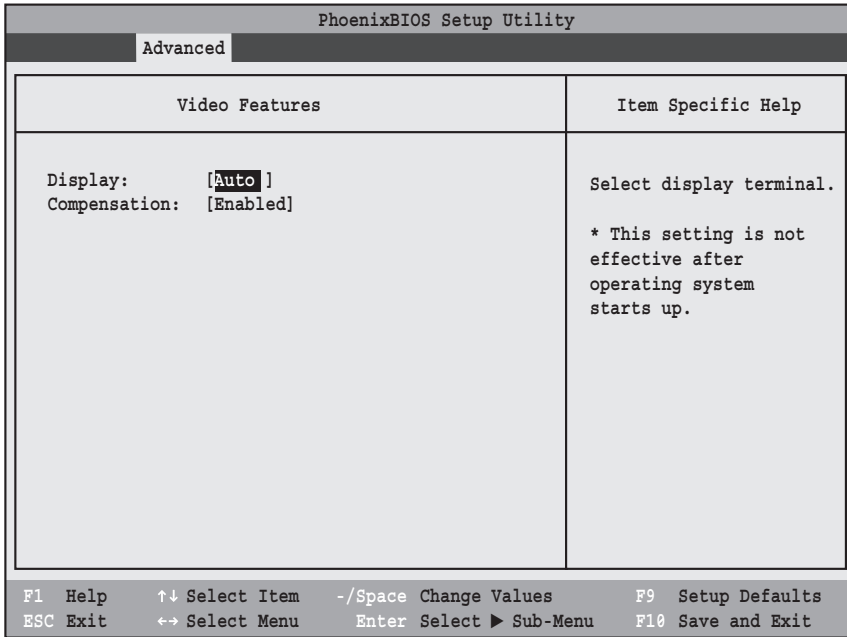 PhoenixBIOS Setup Utility
Advanced
Video Features
Item Specific Help
Display: [Auto ]
Compensation: [Enabled]
Select display terminal.
* This setting is not
effective after
operating system
starts up.
F1 Help ↑↓ Select Item -/Space Change Values F9 Setup Defaults
ESC Exit ↔ Select Menu Enter Select ▶ Sub-Menu F10 Save and Exit